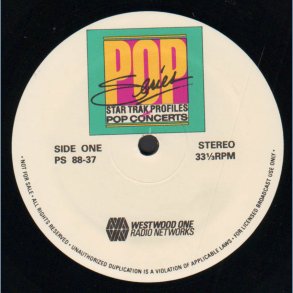 POP
Series
STAR TRAK PROFILES
POP CONCERTS
SIDE ONE
PS 88-37
STEREO
33⅓RPM
WESTWOOD ONE
RADIO NETWORKS
• NOT FOR SALE • ALL RIGHTS RESERVED • UNAUTHORIZED DUPLICATION IS A VIOLATION OF APPLICABLE LAWS • FOR LICENSED BROADCAST USE ONLY •